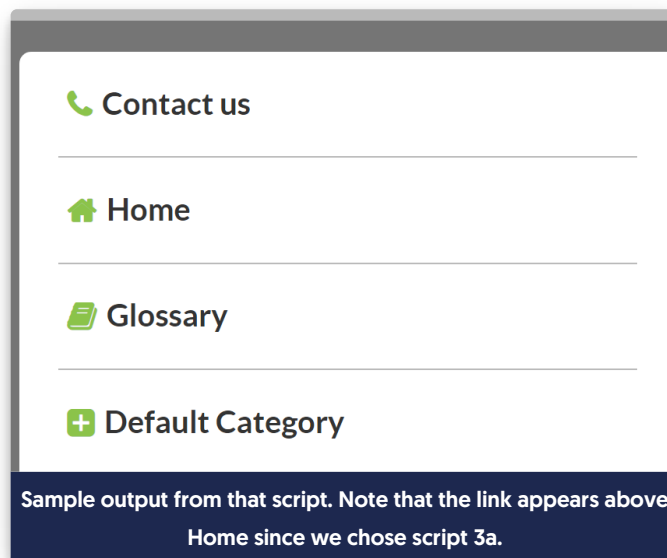 Contact us
Home
Glossary
Default Category
Sample output from that script. Note that the link appears above
Home since we chose script 3a.